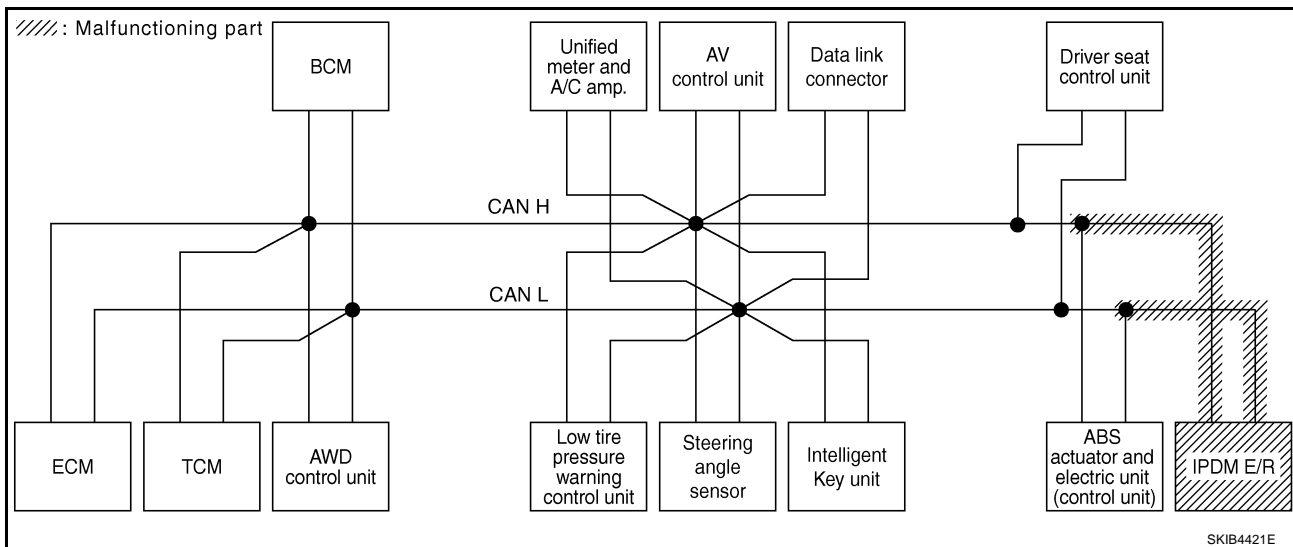 : Malfunctioning part
BCM
Unified
meter and
A/C amp.
AV
control unit
Data link
connector
Driver seat
control unit
CAN H
CAN L
ECM
TCM
AWD
control unit
Low tire
pressure
warning
control unit
Steering
angle
sensor
Intelligent
Key unit
ABS
actuator and
electric unit
(control unit)
IPDM E/R
SKIB4421E